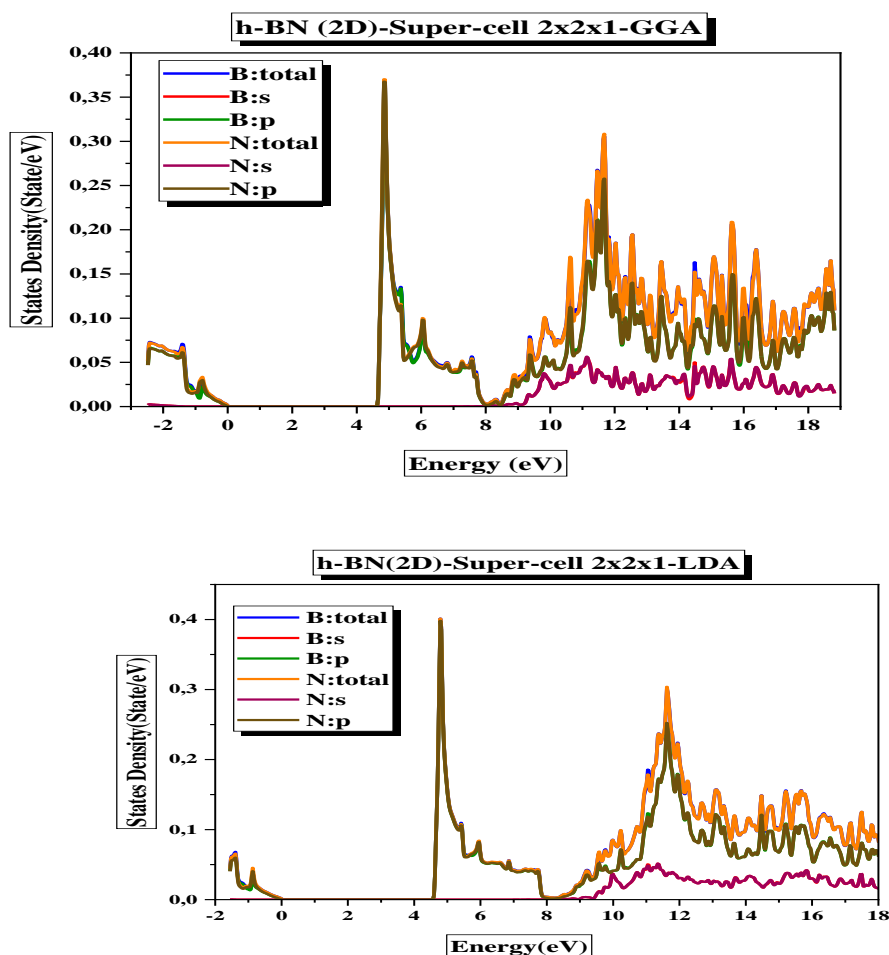 h-BN (2D)-Super-cell 2x2x1-GGA
0,40
0,35
0,30
0,25
0,20
0,15
0,10
0,05
0,00
States Density(State/eV)
B:total
B:s
B:p
N:total
N:s
N:p
-2 0 2 4 6 8 10 12 14 16 18
Energy (eV)
h-BN(2D)-Super-cell 2x2x1-LDA
0,4
0,3
0,2
0,1
0,0
States Density(State/eV)
B:total
B:s
B:p
N:total
N:s
N:p
-2 0 2 4 6 8 10 12 14 16 18
Energy(eV)